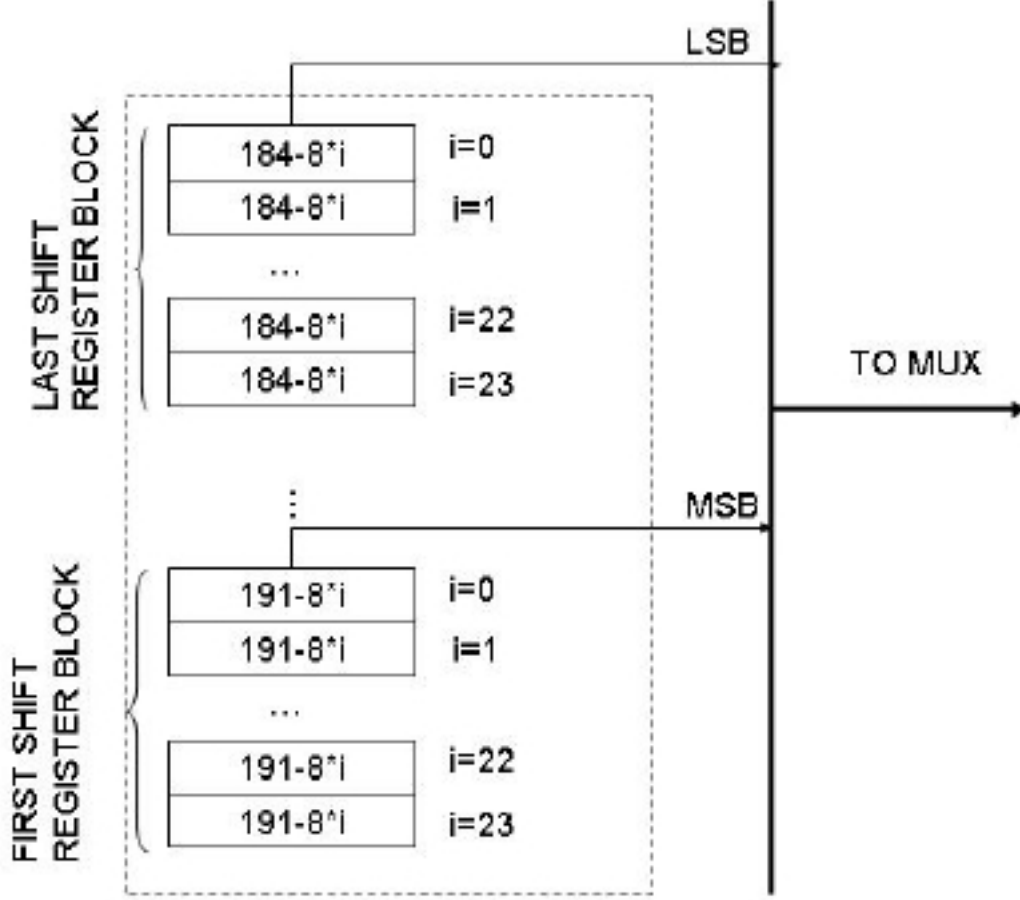 LSB
LAST SHIFT
REGISTER BLOCK
184-8*i i=0
184-8*i i=1
...
184-8*i i=22
184-8*i i=23
TO MUX
⋮
MSB
FIRST SHIFT
REGISTER BLOCK
191-8*i i=0
191-8*i i=1
...
191-8*i i=22
191-8*i i=23